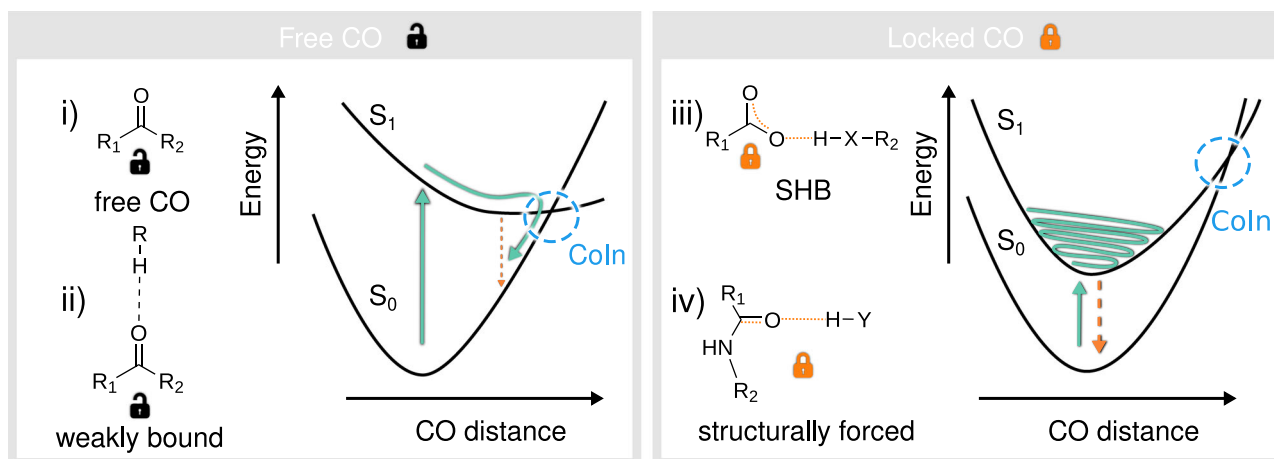 Free CO
i)
O
R1 R2
free CO
R
H
ii)
O
R1 R2
weakly bound
Energy
S1
S0
CoIn
CO distance
Locked CO
iii)
O
R1 O H–X–R2
SHB
iv)
R1
O H–Y
HN
R2
structurally forced
Energy
S1
S0
CoIn
CO distance